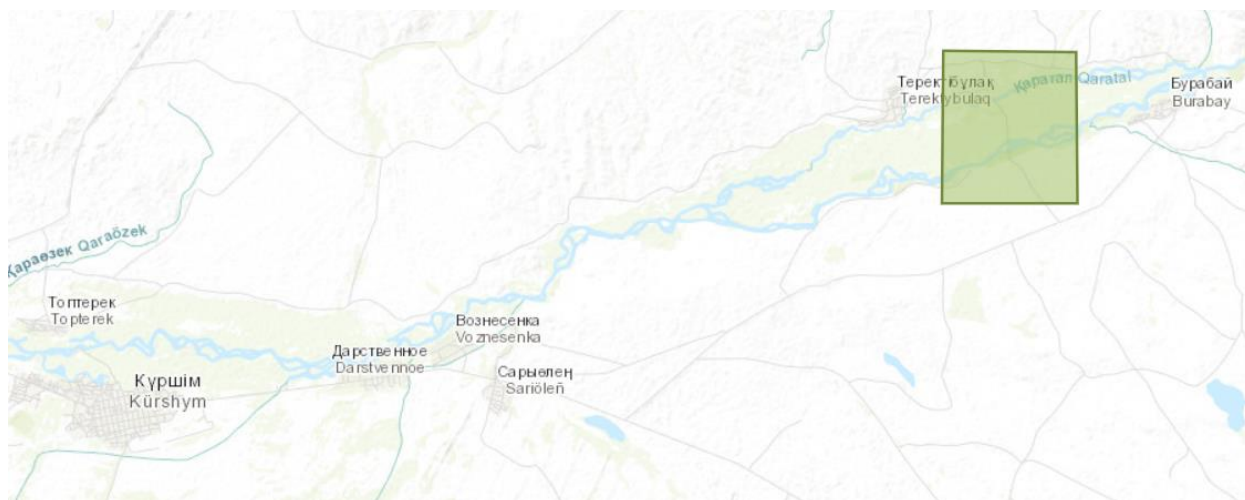 Теректібұлақ
Terektybulaq
Қаратал Qaratal
Бурабай
Burabay
Қараөзек Qaraözek
Топтерек
Topterek
Вознесенка
Voznesenka
Дарственное
Darstvennoe
Сарыөлең
Sariöleñ
Күршім
Kürshym